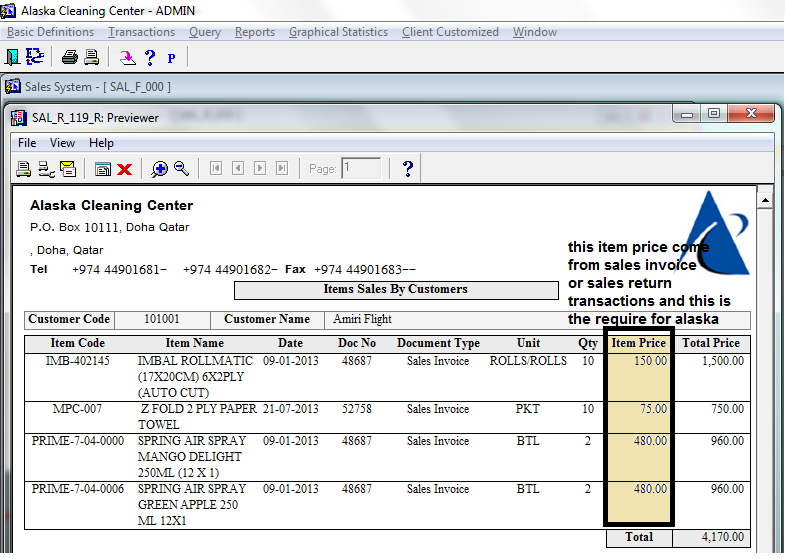 Alaska Cleaning Center - ADMIN
Basic Definitions Transactions Query Reports Graphical Statistics Client Customized Window
? P
Sales System - [ SAL_F_000 ]
SAL_R_119_R: Previewer
File View Help
Page: 1 ?
Alaska Cleaning Center
P.O. Box 10111, Doha Qatar
, Doha, Qatar
Tel +974 44901681- +974 44901682- Fax +974 44901683--
this item price come
from sales invoice
or sales return
transactions and this is
the require for alaska
Items Sales By Customers
Customer Code 101001 Customer Name Amiri Flight
Item Code Item Name Date Doc No Document Type Unit Qty Item Price Total Price
IMB-402145 IMBAL ROLLMATIC 09-01-2013 48687 Sales Invoice ROLLS/ROLLS 10 150.00 1,500.00
(17X20CM) 6X2PLY
(AUTO CUT)
MPC-007 Z FOLD 2 PLY PAPER 21-07-2013 52758 Sales Invoice PKT 10 75.00 750.00
TOWEL
PRIME-7-04-0000 SPRING AIR SPRAY 09-01-2013 48687 Sales Invoice BTL 2 480.00 960.00
MANGO DELIGHT
250ML (12 X 1)
PRIME-7-04-0006 SPRING AIR SPRAY 09-01-2013 48687 Sales Invoice BTL 2 480.00 960.00
GREEN APPLE 250
ML 12X1
Total 4,170.00